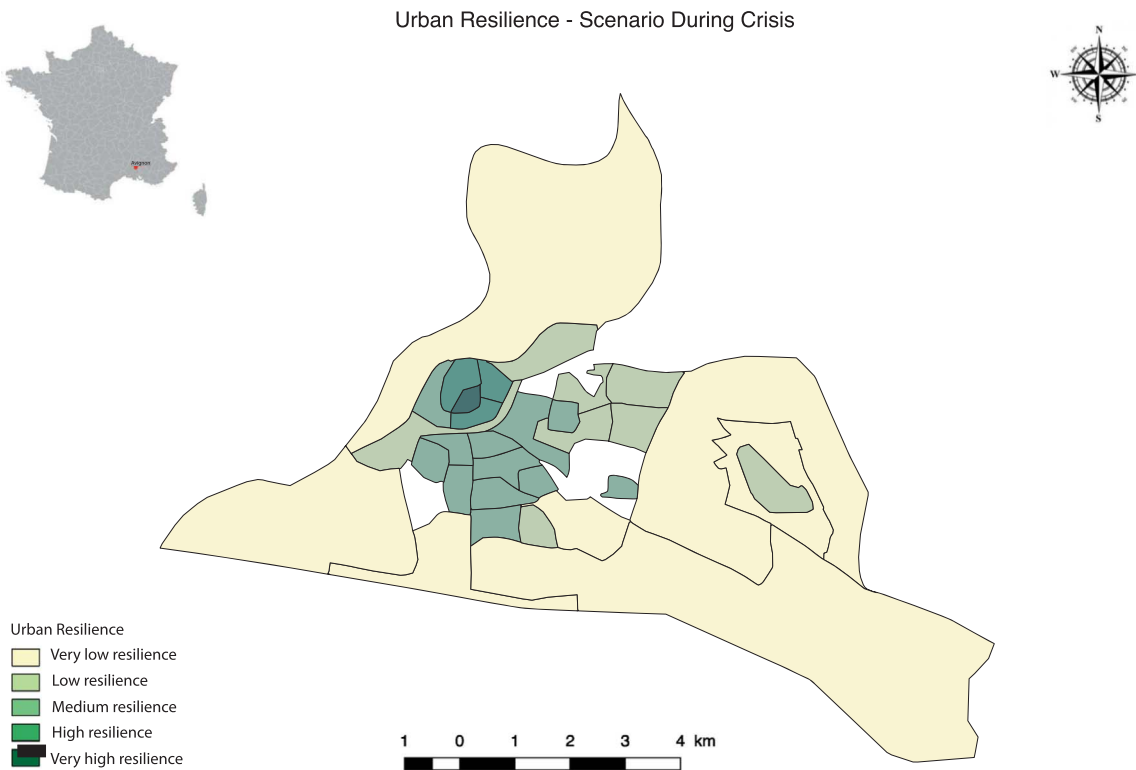 Urban Resilience - Scenario During Crisis
N
W
S
Avignon
Urban Resilience
Very low resilience
Low resilience
Medium resilience
High resilience
Very high resilience
1 0 1 2 3 4 km